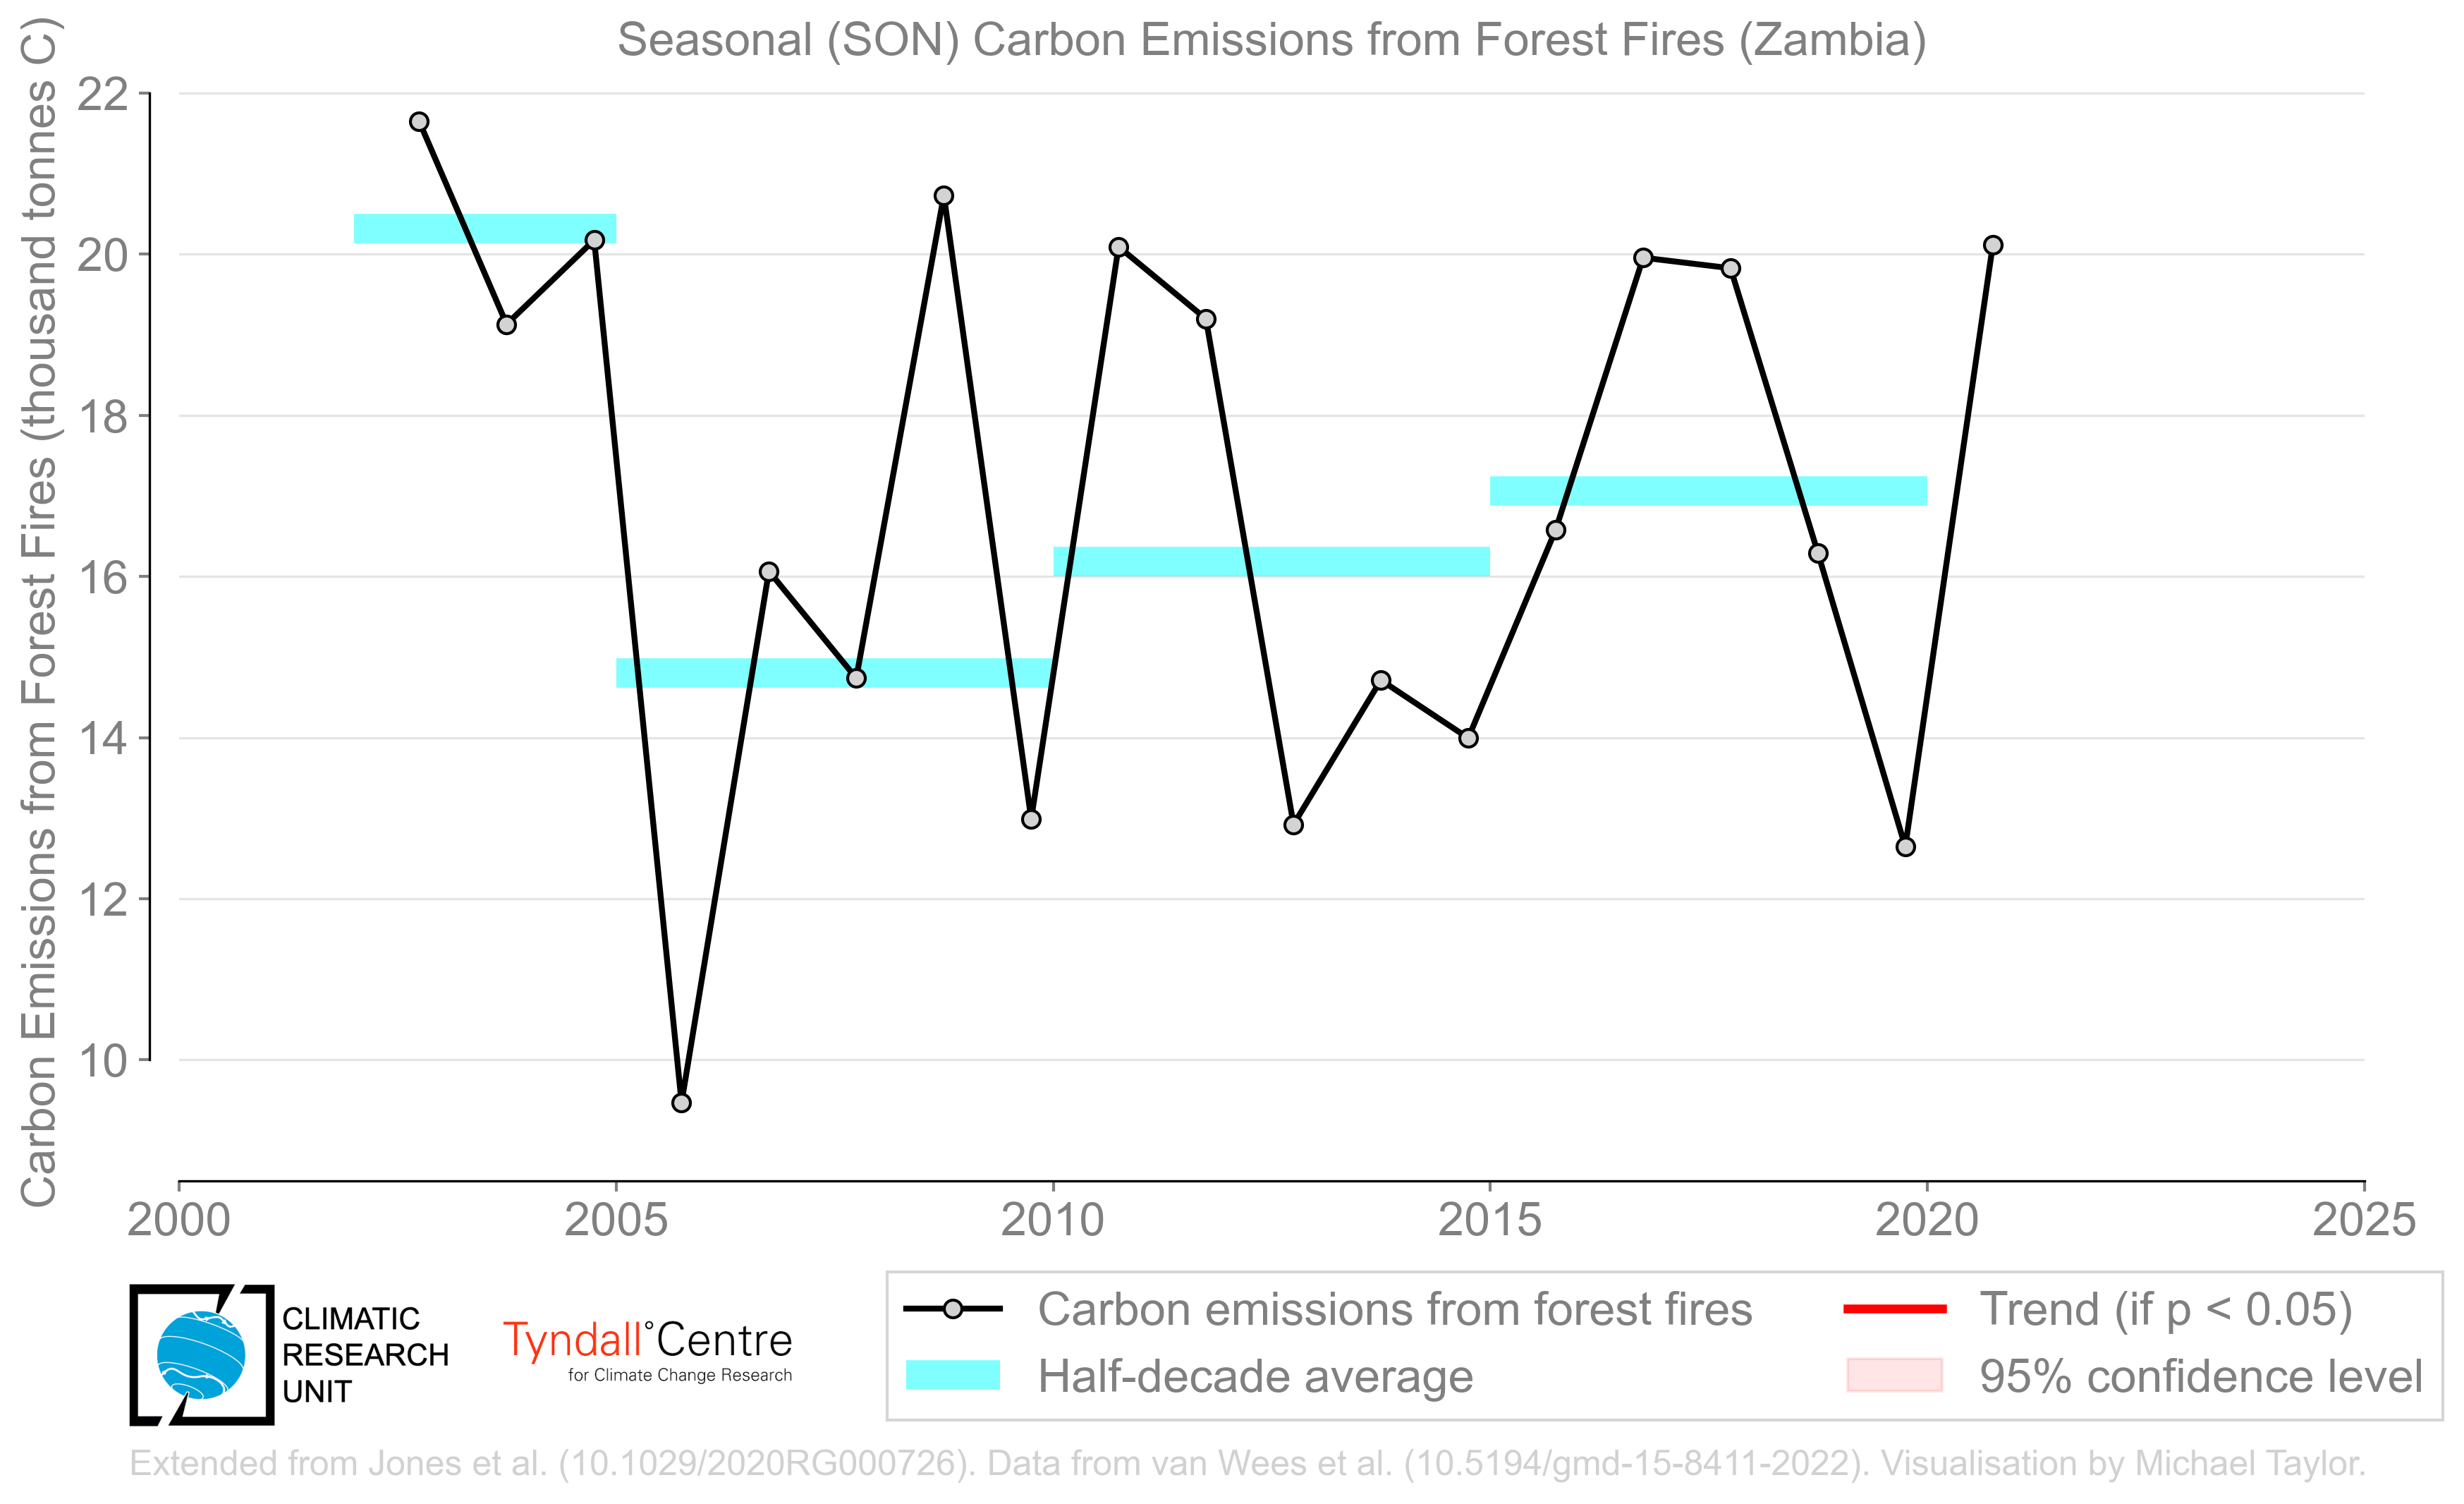 Seasonal (SON) Carbon Emissions from Forest Fires (Zambia)
Carbon Emissions from Forest Fires (thousand tonnes C)
22
20
18
16
14
12
10
2000 2005 2010 2015 2020 2025
CLIMATIC
RESEARCH
UNIT
Tyndall°Centre
for Climate Change Research
Carbon emissions from forest fires
Half-decade average
Trend (if p < 0.05)
95% confidence level
Extended from Jones et al. (10.1029/2020RG000726). Data from van Wees et al. (10.5194/gmd-15-8411-2022). Visualisation by Michael Taylor.